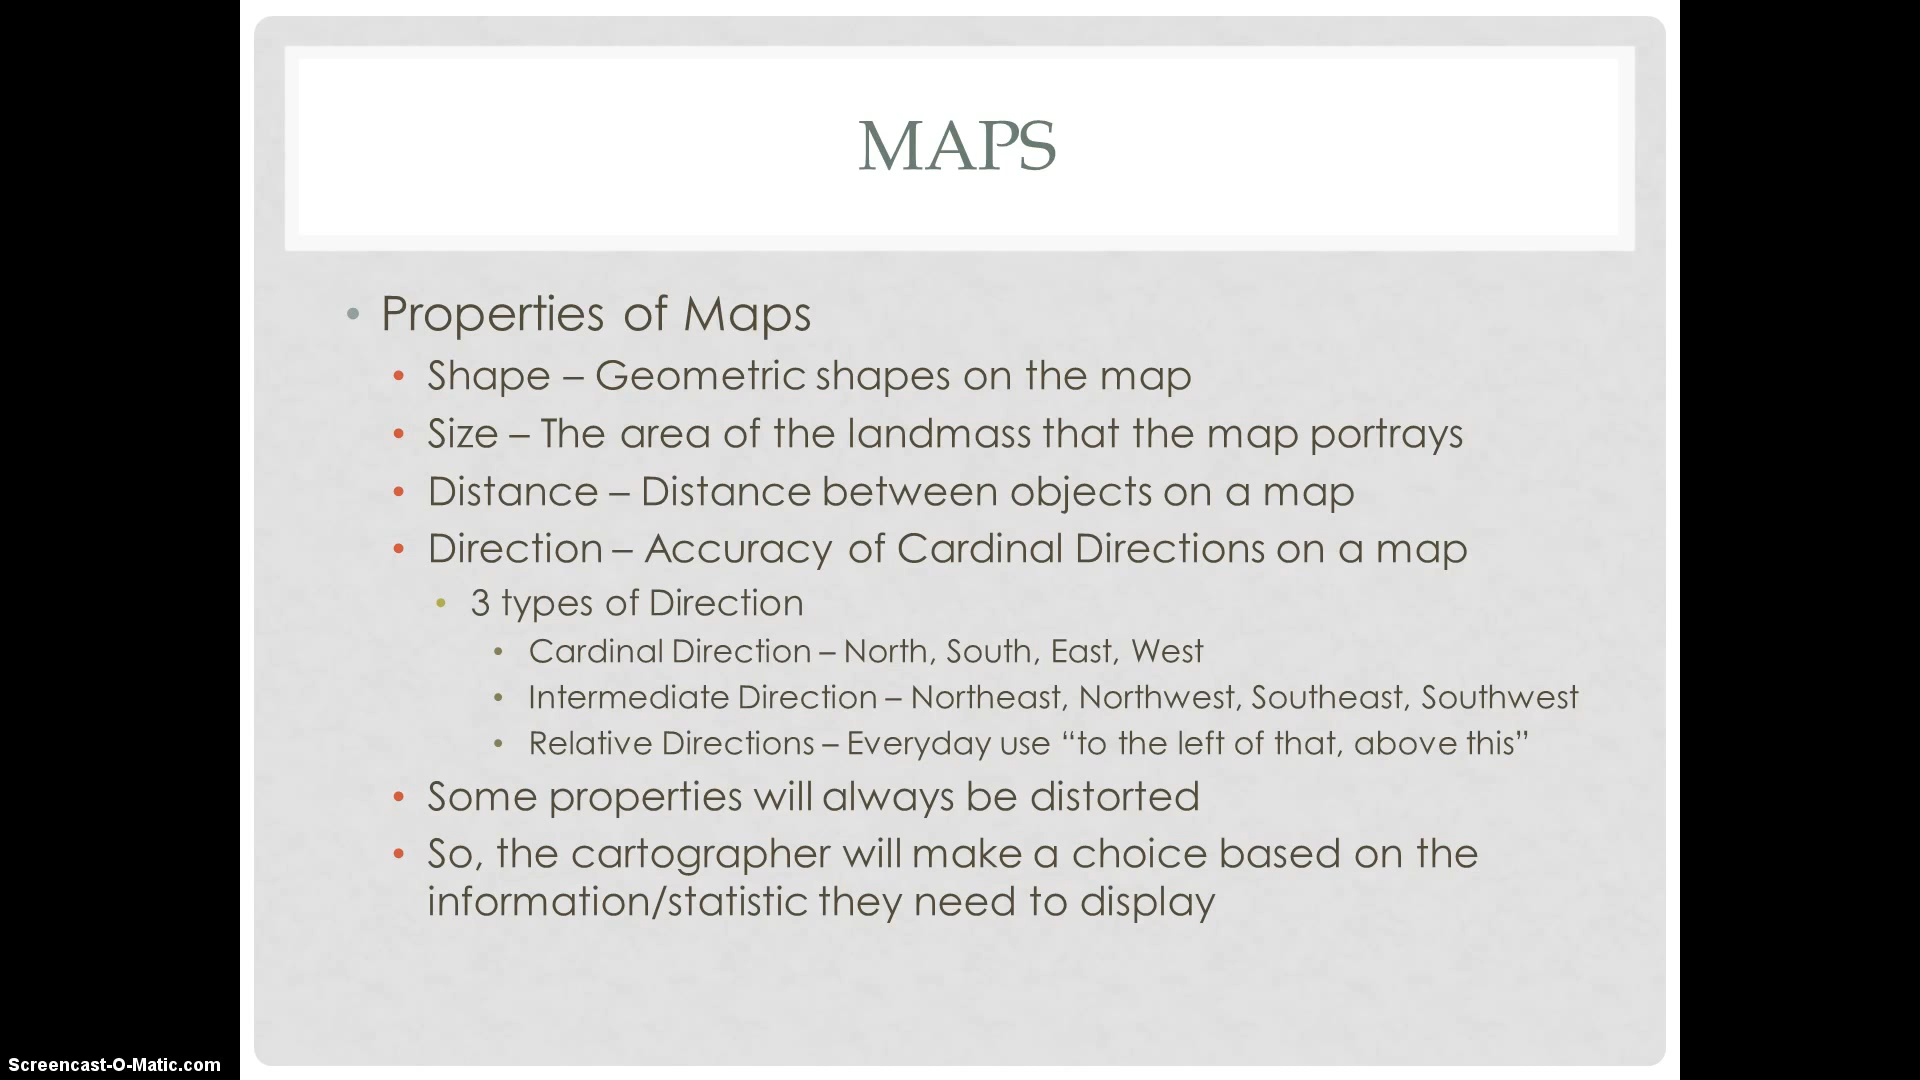 MAPS
• Properties of Maps
• Shape – Geometric shapes on the map
• Size – The area of the landmass that the map portrays
• Distance – Distance between objects on a map
• Direction – Accuracy of Cardinal Directions on a map
• 3 types of Direction
• Cardinal Direction – North, South, East, West
• Intermediate Direction – Northeast, Northwest, Southeast, Southwest
• Relative Directions – Everyday use “to the left of that, above this”
• Some properties will always be distorted
• So, the cartographer will make a choice based on the
information/statistic they need to display
Screencast-O-Matic.com